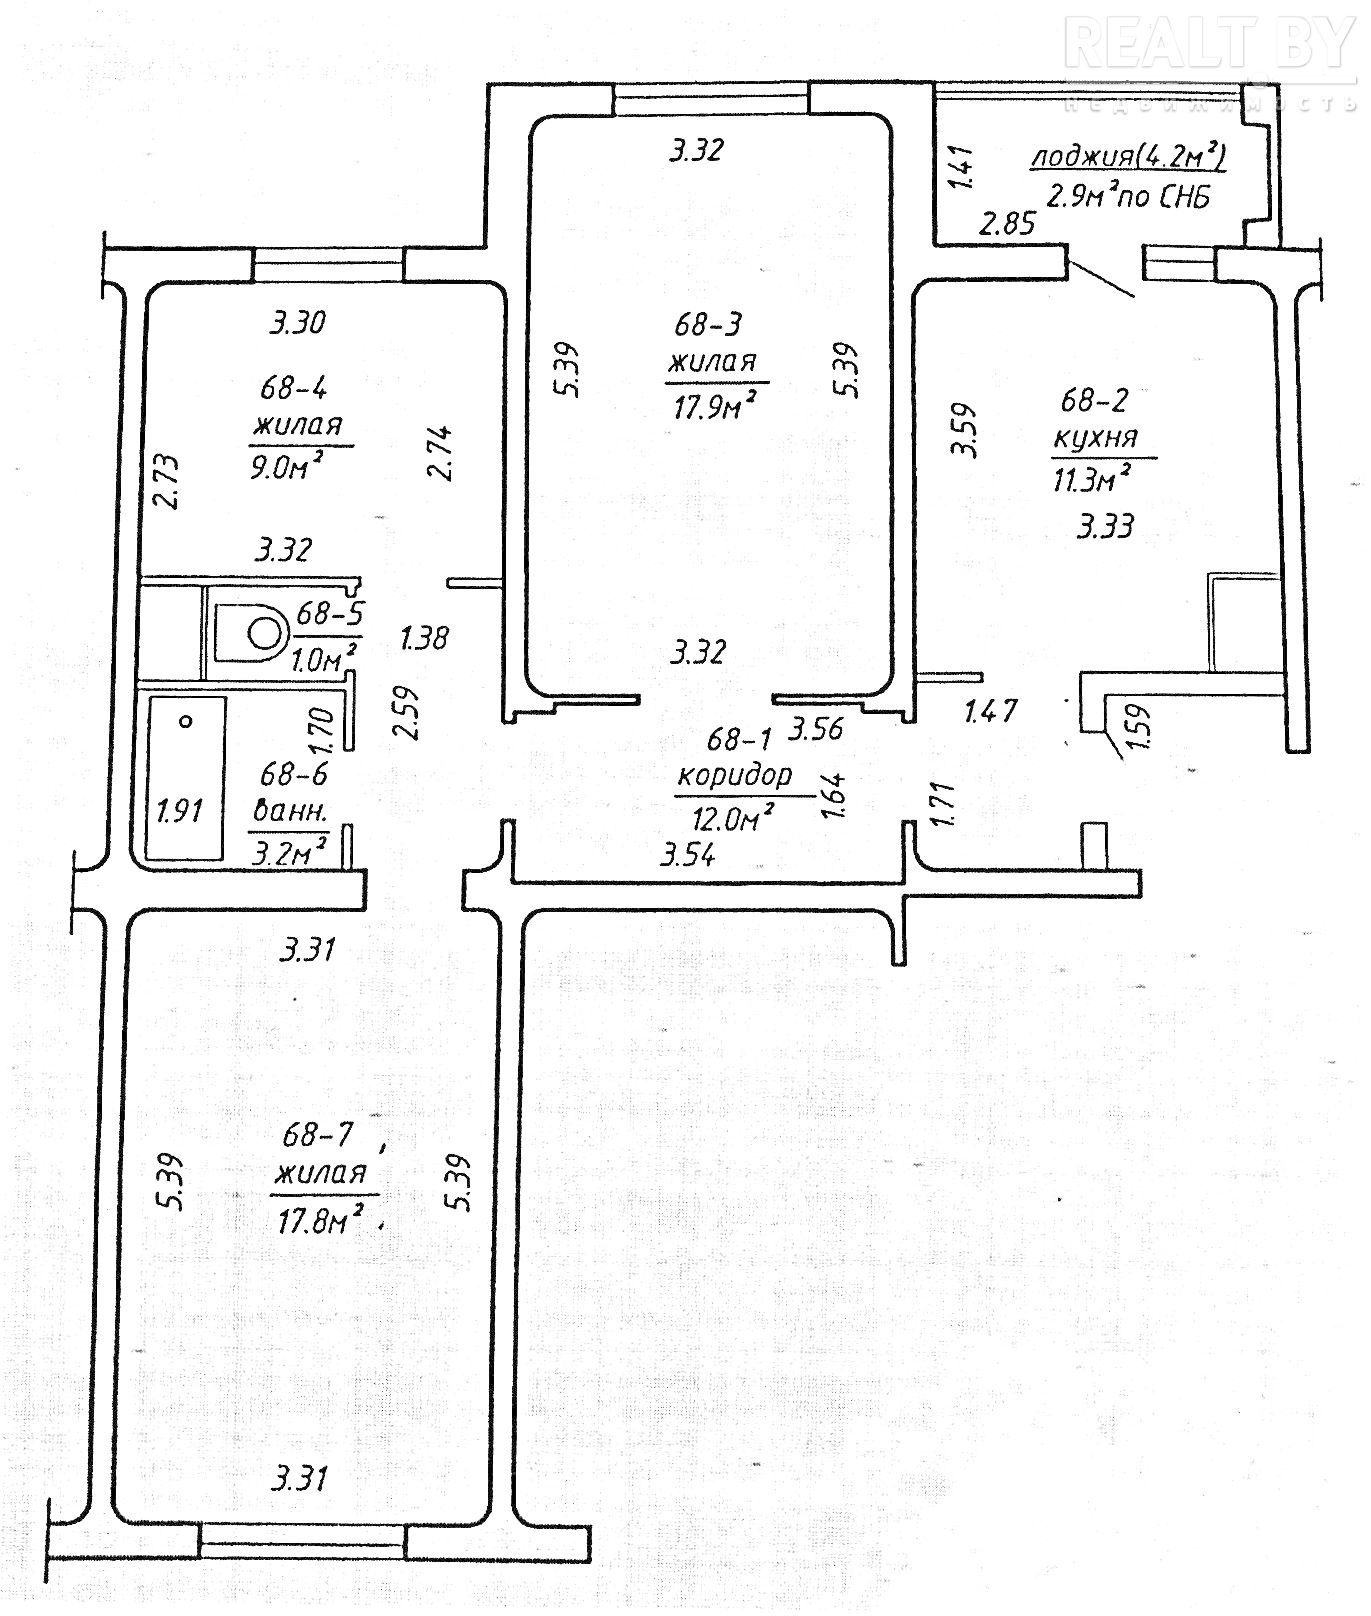 REALT BY
недвижимость
3.32
1.41
лоджия(4.2м²)
2.9м²по СНБ
2.85
3.30
68-4
жилая
9.0м²
2.73
2.74
3.32
5.39
68-3
жилая
17.9м²
5.39
3.32
3.59
68-2
кухня
11.3м²
3.33
68-5
1.0м²
1.38
2.59
1.70
68-6
ванн.
3.2м²
1.91
68-1
коридор
12.0м²
3.56
1.64
3.54
1.47
1.59
1.71
3.31
5.39
68-7
жилая
17.8м²
5.39
3.31